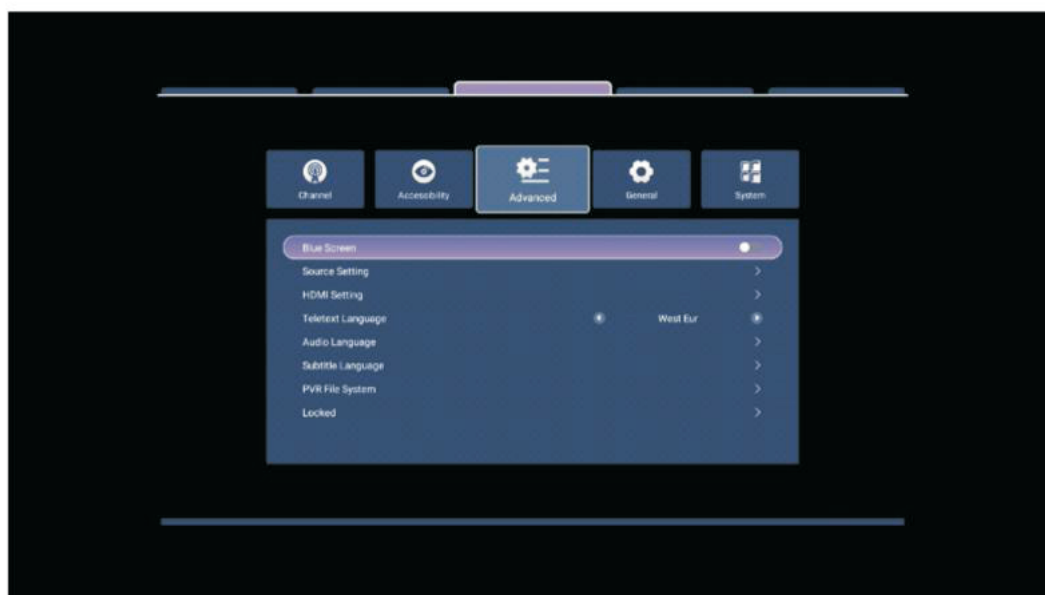 Channel
Accessibility
Advanced
General
System
Blue Screen
Source Setting
HDMI Setting
Teletext Language West Eur
Audio Language
Subtitle Language
PVR File System
Locked